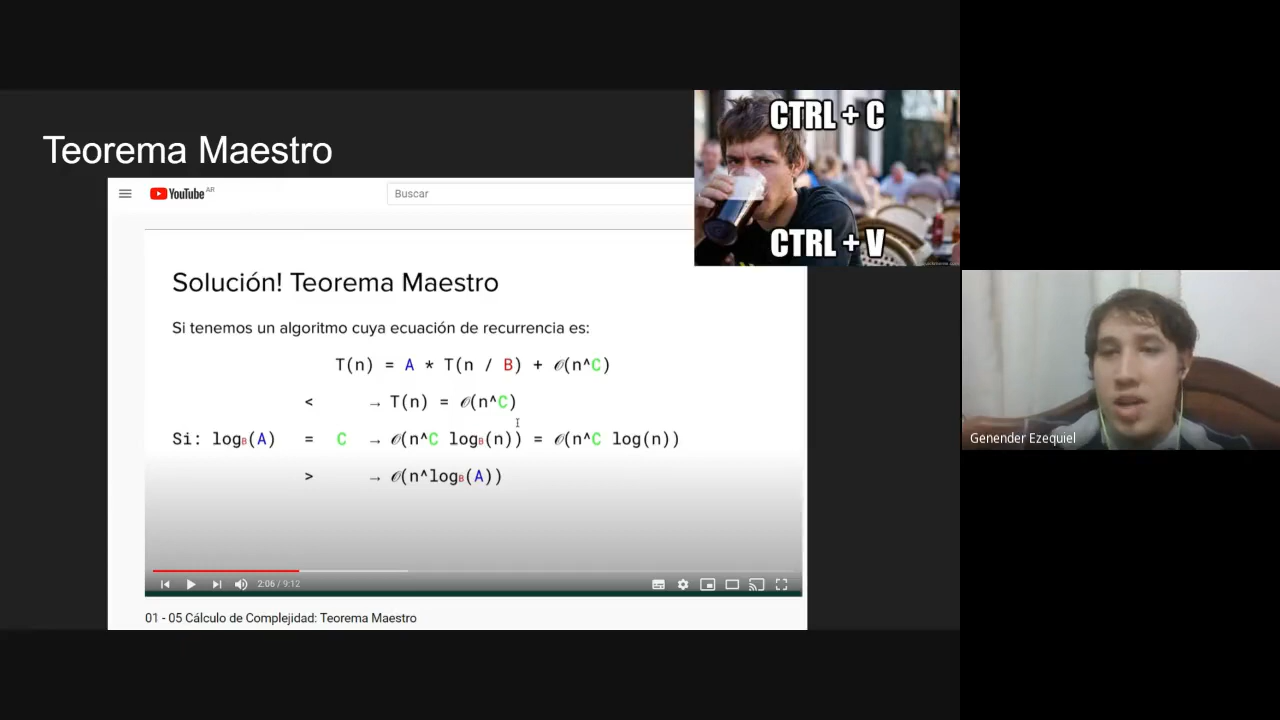 Teorema Maestro
CTRL + C
CTRL + V
YouTube AR
Buscar
Solución! Teorema Maestro
Si tenemos un algoritmo cuya ecuación de recurrencia es:
T(n) = A * T(n / B) + 𝒪(n^C)
< → T(n) = 𝒪(n^C)
Si: logB(A) = C → 𝒪(n^C logB(n)) = 𝒪(n^C log(n))
> → 𝒪(n^logB(A))
2:06 / 9:12
01 - 05 Cálculo de Complejidad: Teorema Maestro
Genender Ezequiel